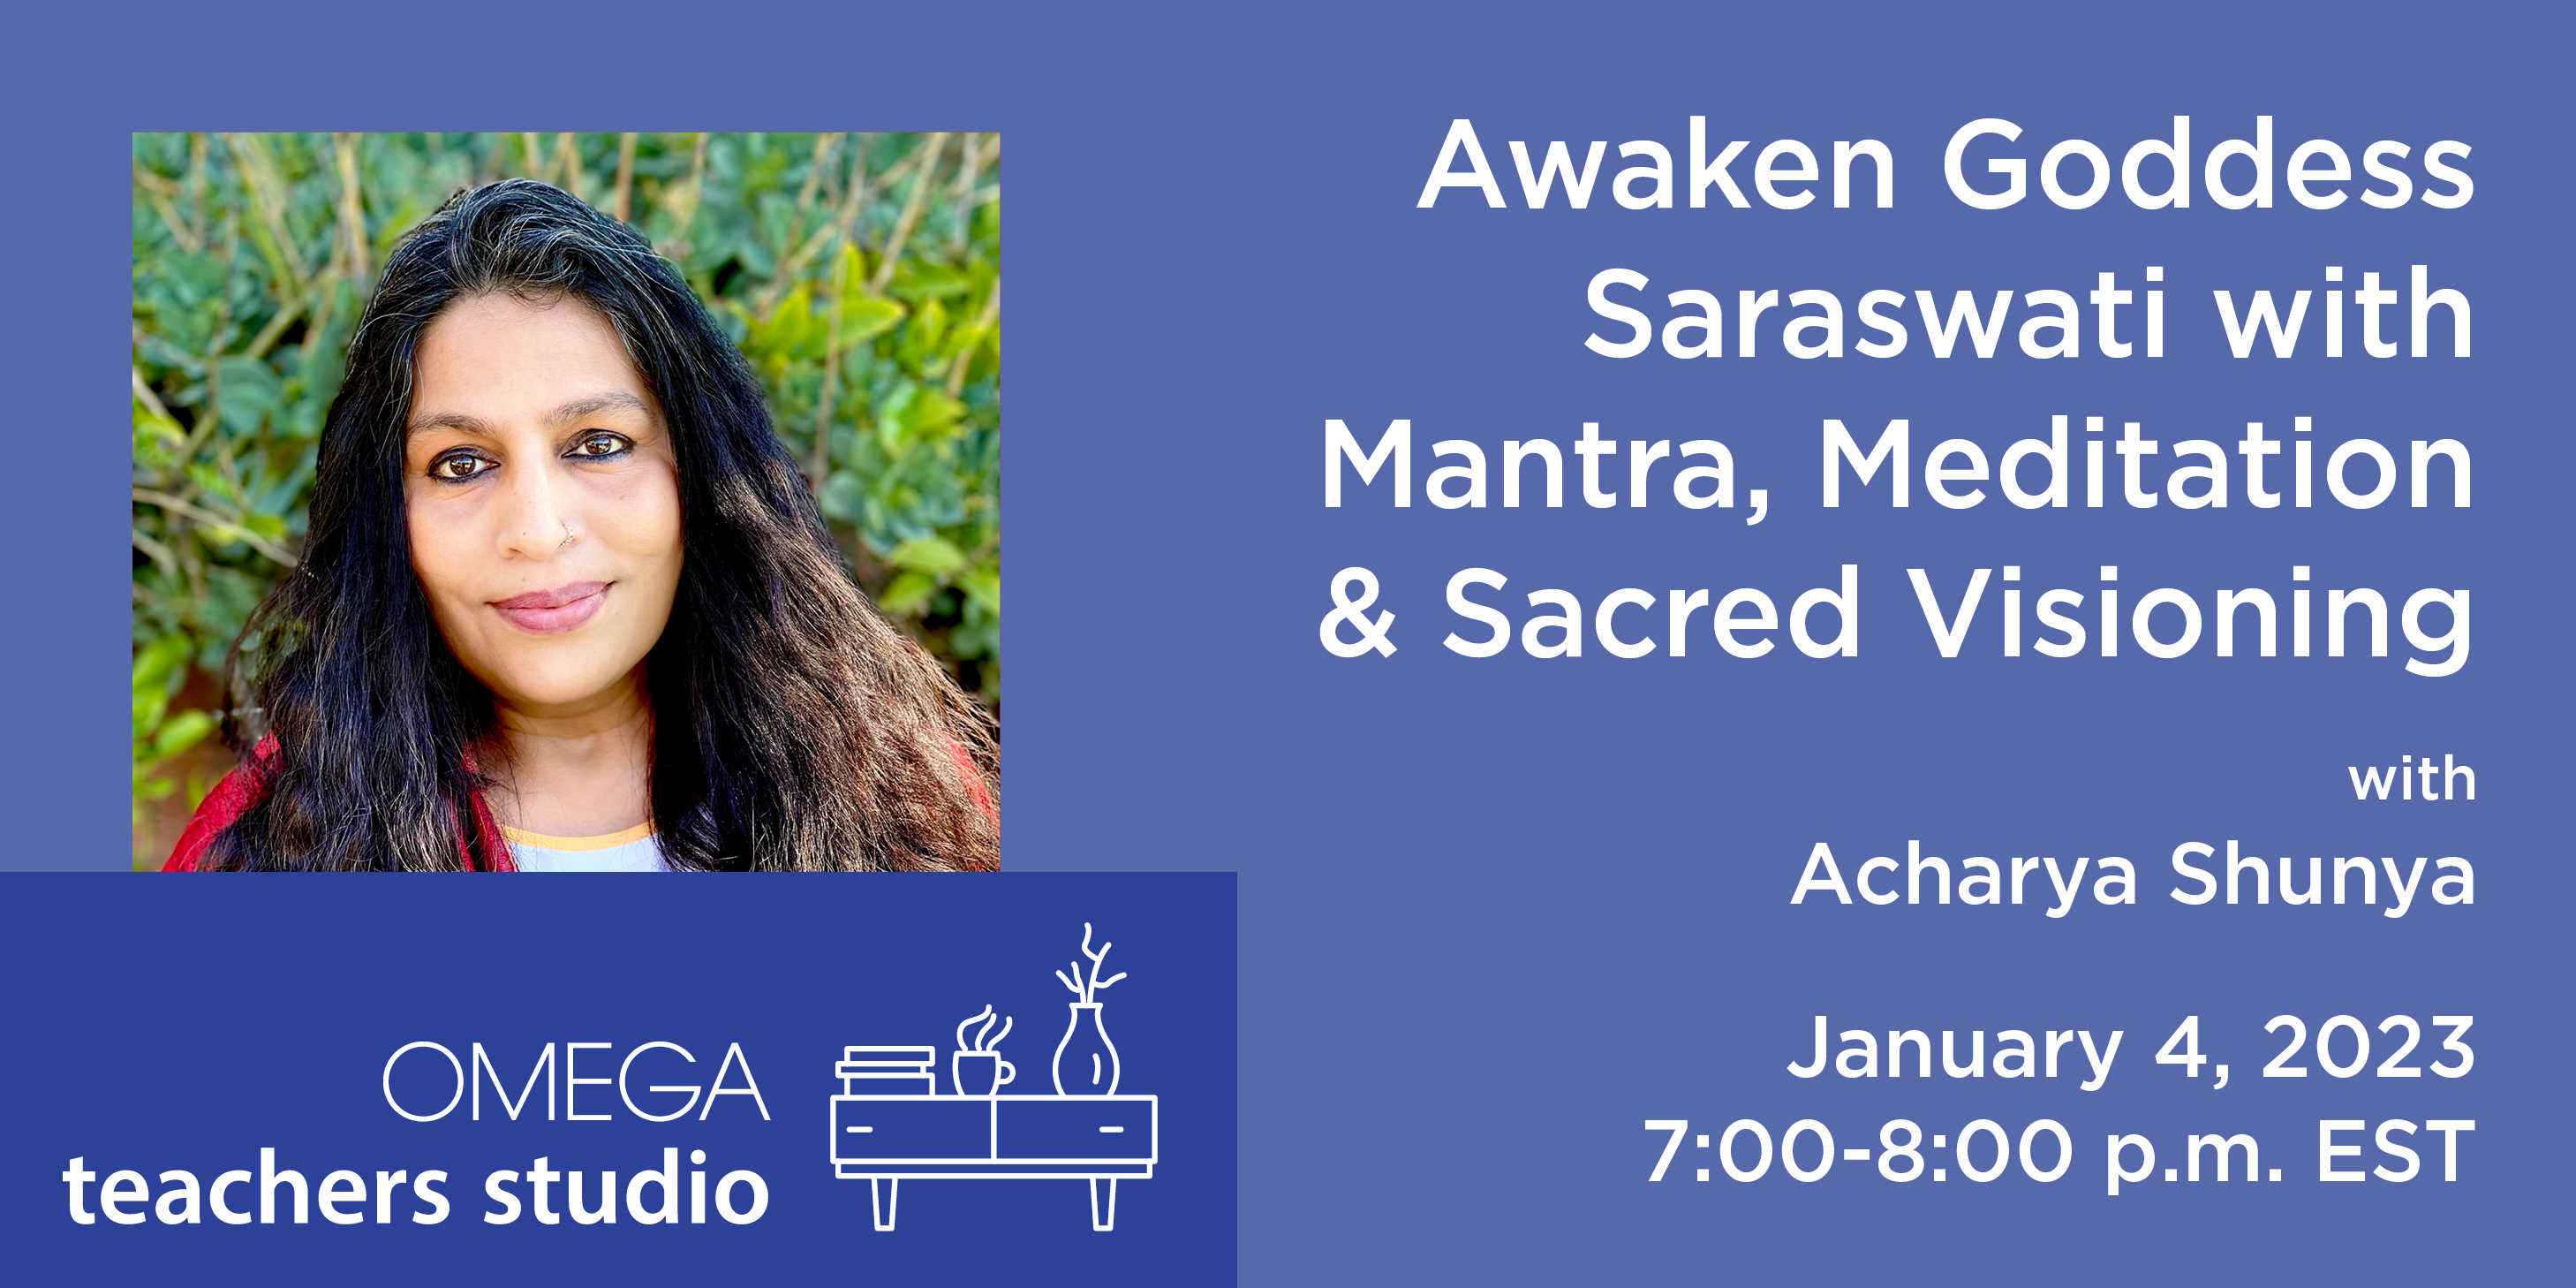 Awaken Goddess
Saraswati with
Mantra, Meditation
& Sacred Visioning
with
Acharya Shunya
January 4, 2023
7:00-8:00 p.m. EST
OMEGA
teachers studio